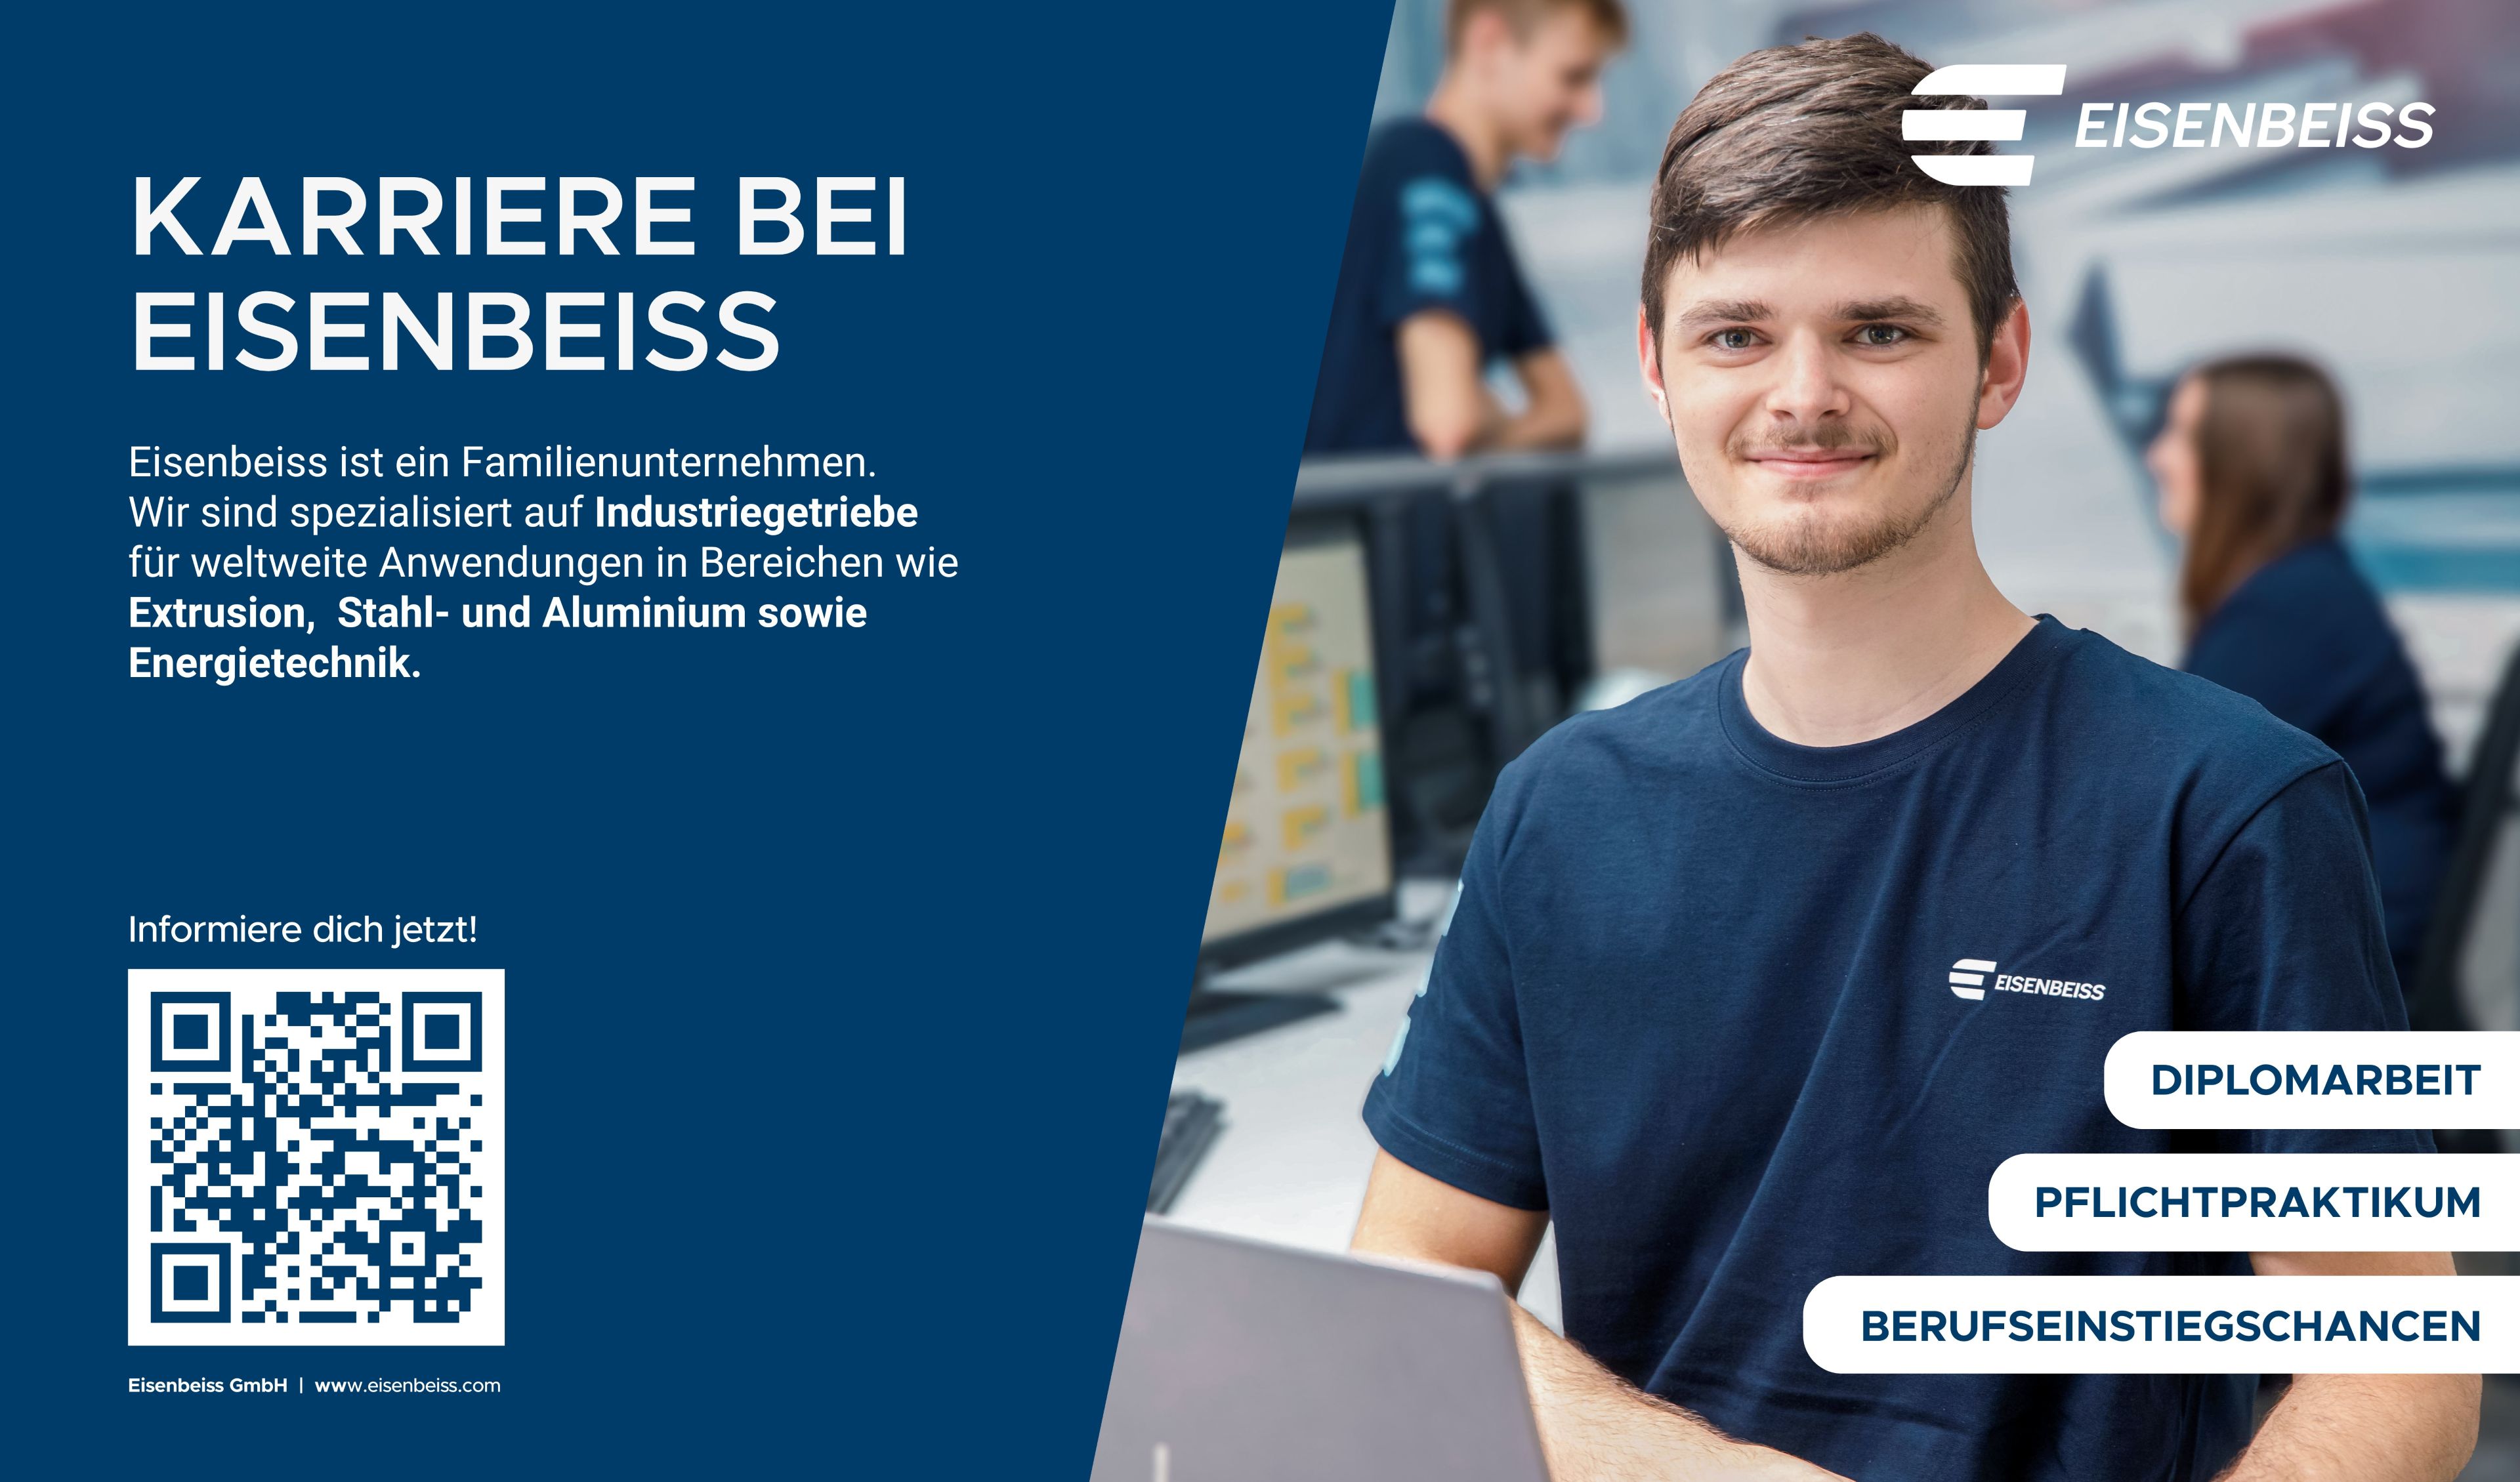 KARRIERE BEI
EISENBEISS
Eisenbeiss ist ein Familienunternehmen.
Wir sind spezialisiert auf Industriegetriebe
für weltweite Anwendungen in Bereichen wie
Extrusion, Stahl- und Aluminium sowie
Energietechnik.
Informiere dich jetzt!
Eisenbeiss GmbH | www.eisenbeiss.com
EISENBEISS
EISENBEISS
DIPLOMARBEIT
PFLICHTPRAKTIKUM
BERUFSEINSTIEGSCHANCEN